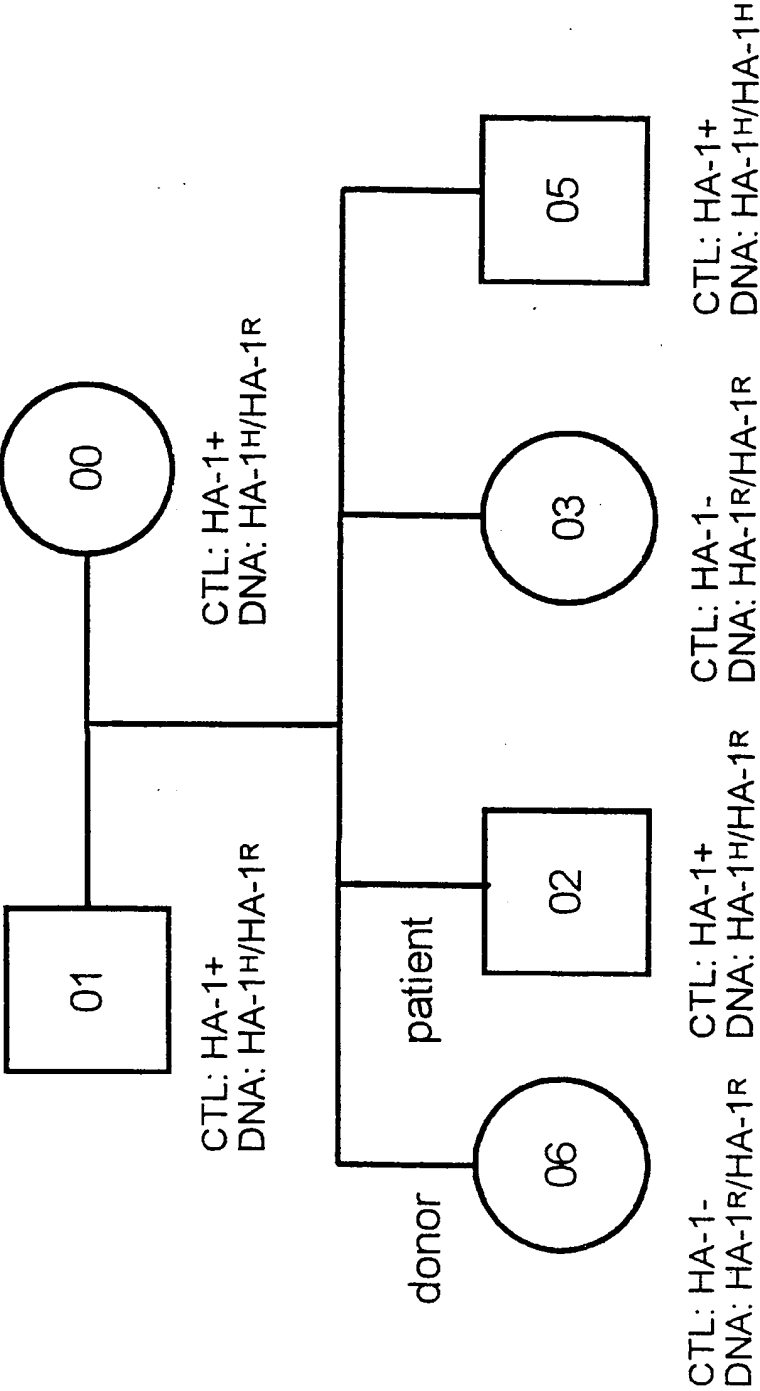 01
00
CTL: HA-1+
DNA: HA-1H/HA-1R
CTL: HA-1+
DNA: HA-1H/HA-1R
donor
patient
06
02
03
05
CTL: HA-1-
DNA: HA-1R/HA-1R
CTL: HA-1+
DNA: HA-1H/HA-1R
CTL: HA-1-
DNA: HA-1R/HA-1R
CTL: HA-1+
DNA: HA-1H/HA-1H